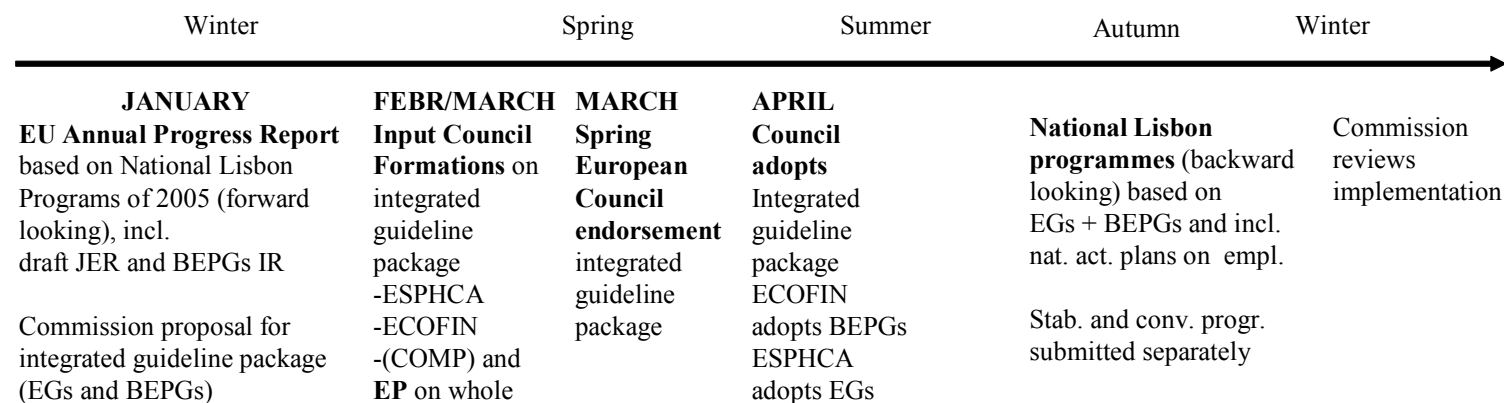 Winter Spring Summer Autumn Winter
JANUARY
EU Annual Progress Report
based on National Lisbon
Programs of 2005 (forward
looking), incl.
draft JER and BEPGs IR
Commission proposal for
integrated guideline package
(EGs and BEPGs)
FEBR/MARCH
Input Council
Formations on
integrated
guideline
package
-ESPHCA
-ECOFIN
-(COMP) and
EP on whole
MARCH
Spring
European
Council
endorsement
integrated
guideline
package
APRIL
Council
adopts
Integrated
guideline
package
ECOFIN
adopts BEPGs
ESPHCA
adopts EGs
National Lisbon
programmes (backward
looking) based on
EGs + BEPGs and incl.
nat. act. plans on empl.
Stab. and conv. progr.
submitted separately
Commission
reviews
implementation